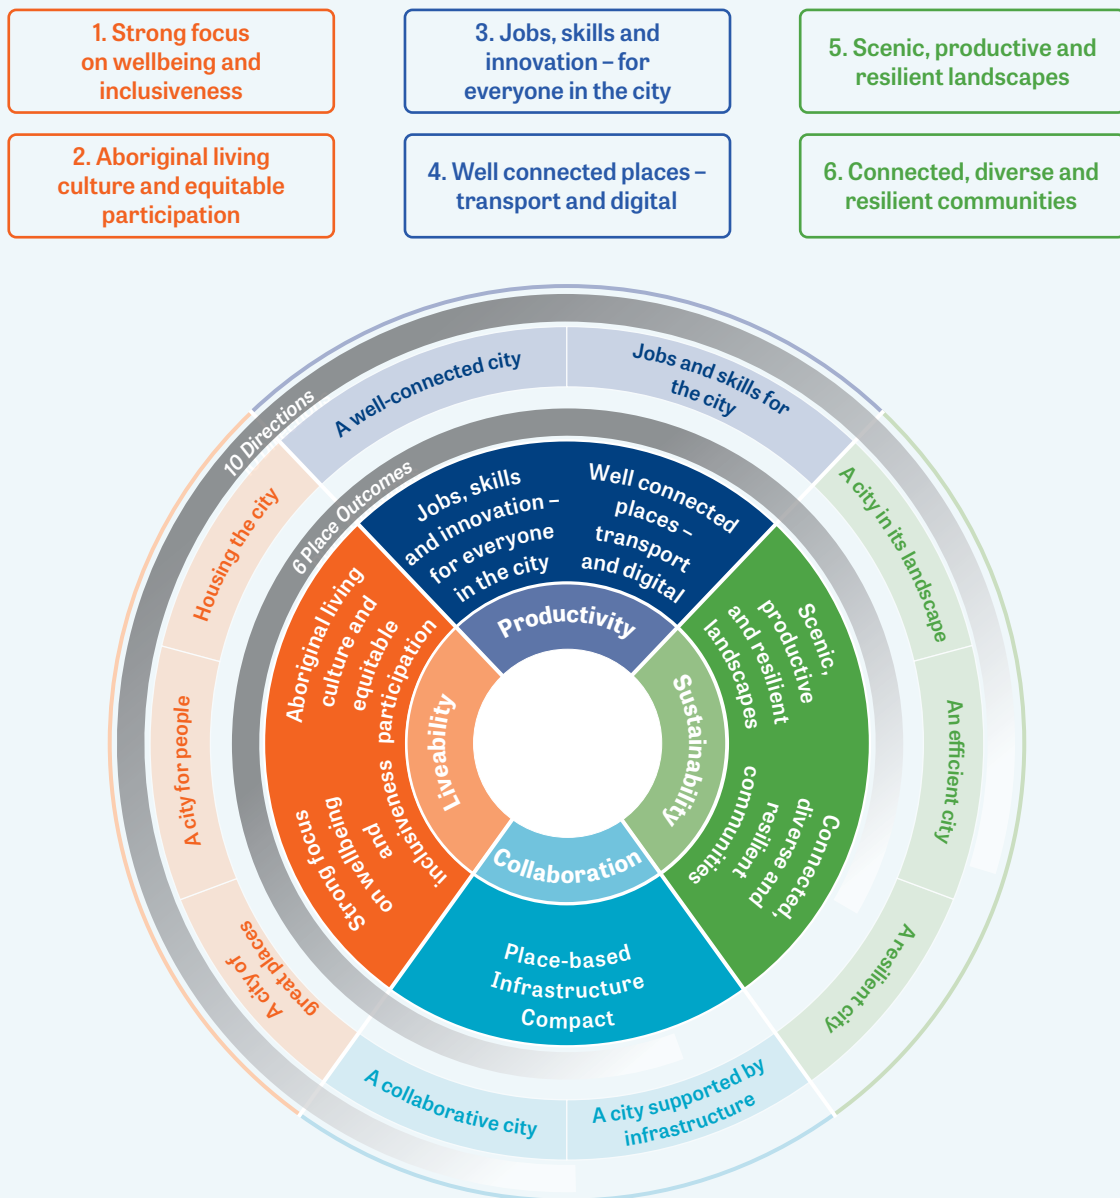 1. Strong focus
on wellbeing and
inclusiveness
3. Jobs, skills and
innovation – for
everyone in the city
5. Scenic, productive and
resilient landscapes
2. Aboriginal living
culture and equitable
participation
4. Well connected places –
transport and digital
6. Connected, diverse and
resilient communities
10 Directions
A well-connected city
Jobs and skills for
the city
A city in its landscape
An efficient city
A resilient city
A city supported by
infrastructure
A collaborative city
A city of
great places
A city for people
Housing the city
6 Place Outcomes
Jobs, skills
and innovation –
for everyone
in the city
Well connected
places –
transport
and digital
Scenic,
productive
and resilient
landscapes
Connected,
diverse and
resilient
communities
Place-based
Infrastructure
Compact
Strong focus
on wellbeing
and
inclusiveness
Aboriginal living
culture and
equitable
participation
Productivity
Sustainability
Collaboration
Liveability